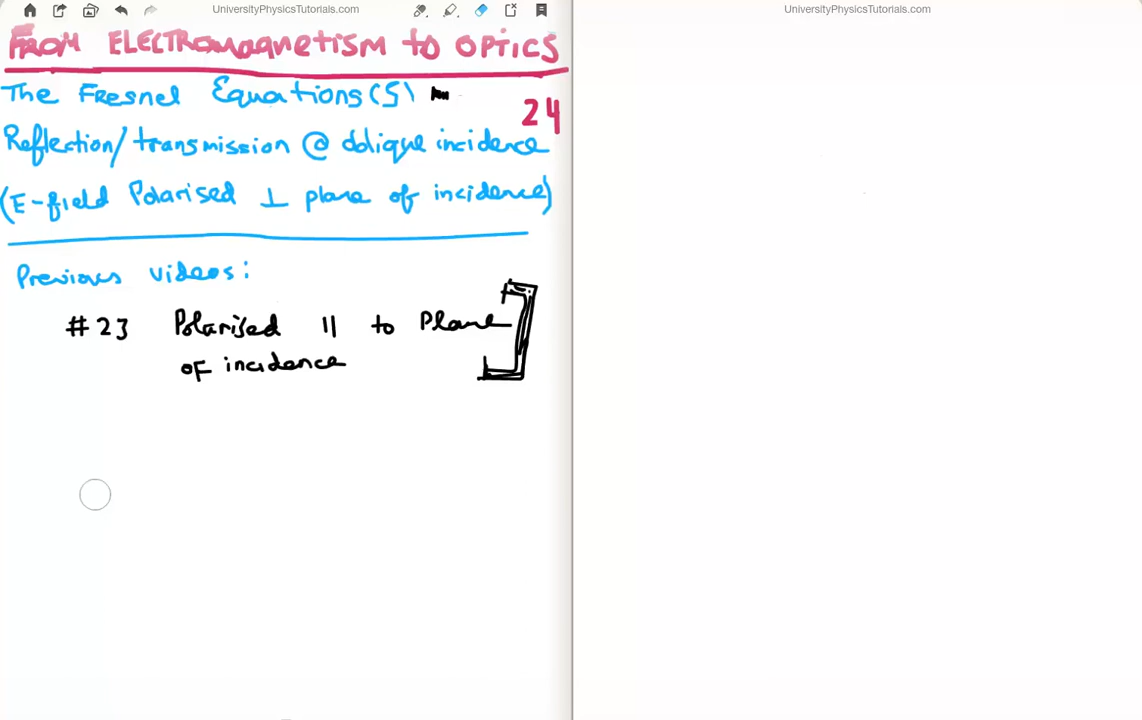 UniversityPhysicsTutorials.com
UniversityPhysicsTutorials.com
FROM ELECTRomagnetism to OPTICS
The Fresnel Equations(5)
24
Reflection/transmission @ oblique incidence
(E-field Polarised ⊥ plane of incidence)
Previous videos:
#23 Polarised || to Plane
of incidence